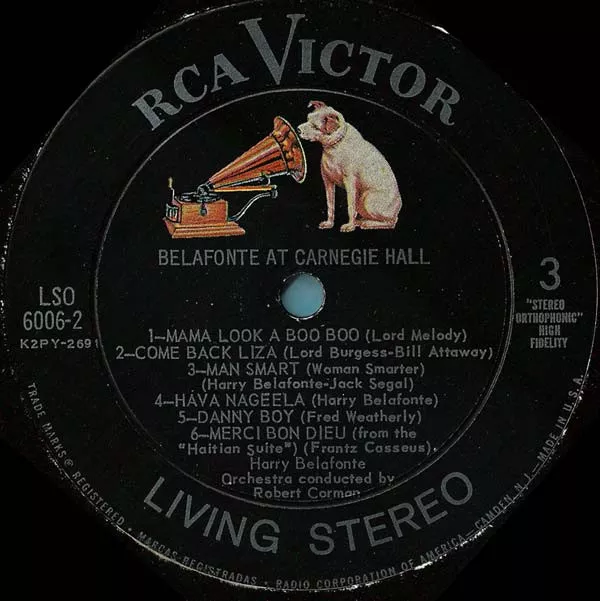 RCA VICTOR
BELAFONTE AT CARNEGIE HALL
LSO
6006-2
K2PY-2691
3
"STEREO
ORTHOPHONIC"
HIGH
FIDELITY
1—MAMA LOOK A BOO BOO (Lord Melody)
2—COME BACK LIZA (Lord Burgess-Bill Attaway)
3—MAN SMART (Woman Smarter)
(Harry Belafonte-Jack Segal)
4—HAVA NAGEELA (Harry Belafonte)
5—DANNY BOY (Fred Weatherly)
6—MERCI BON DIEU (from the
"Haitian Suite") (Frantz Casseus)
Harry Belafonte
Orchestra conducted by
Robert Corman
LIVING STEREO
TRADE MARKS ® REGISTERED • MARCAS REGISTRADAS • RADIO CORPORATION OF AMERICA—CAMDEN, N. J.—MADE IN U.S.A.